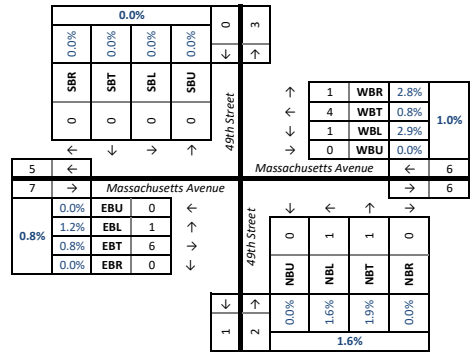 0.0%
0.0% 0.0% 0.0% 0.0%
SBR SBT SBL SBU
0 0 0 0
← ↓ → ↑
0 3
↓ ↑
49th Street
↑ 1 WBR 2.8%
← 4 WBT 0.8%
↓ 1 WBL 2.9%
→ 0 WBU 0.0%
1.0%
5 ← Massachusetts Avenue ← 6
7 → Massachusetts Avenue → 6
0.8%
0.0% EBU 0 ←
1.2% EBL 1 ↑
0.8% EBT 6 →
0.0% EBR 0 ↓
49th Street
↓ ← ↑ →
0 1 1 0
NBU NBL NBT NBR
0.0% 1.6% 1.9% 0.0%
1.6%
↓ ↑
1 2